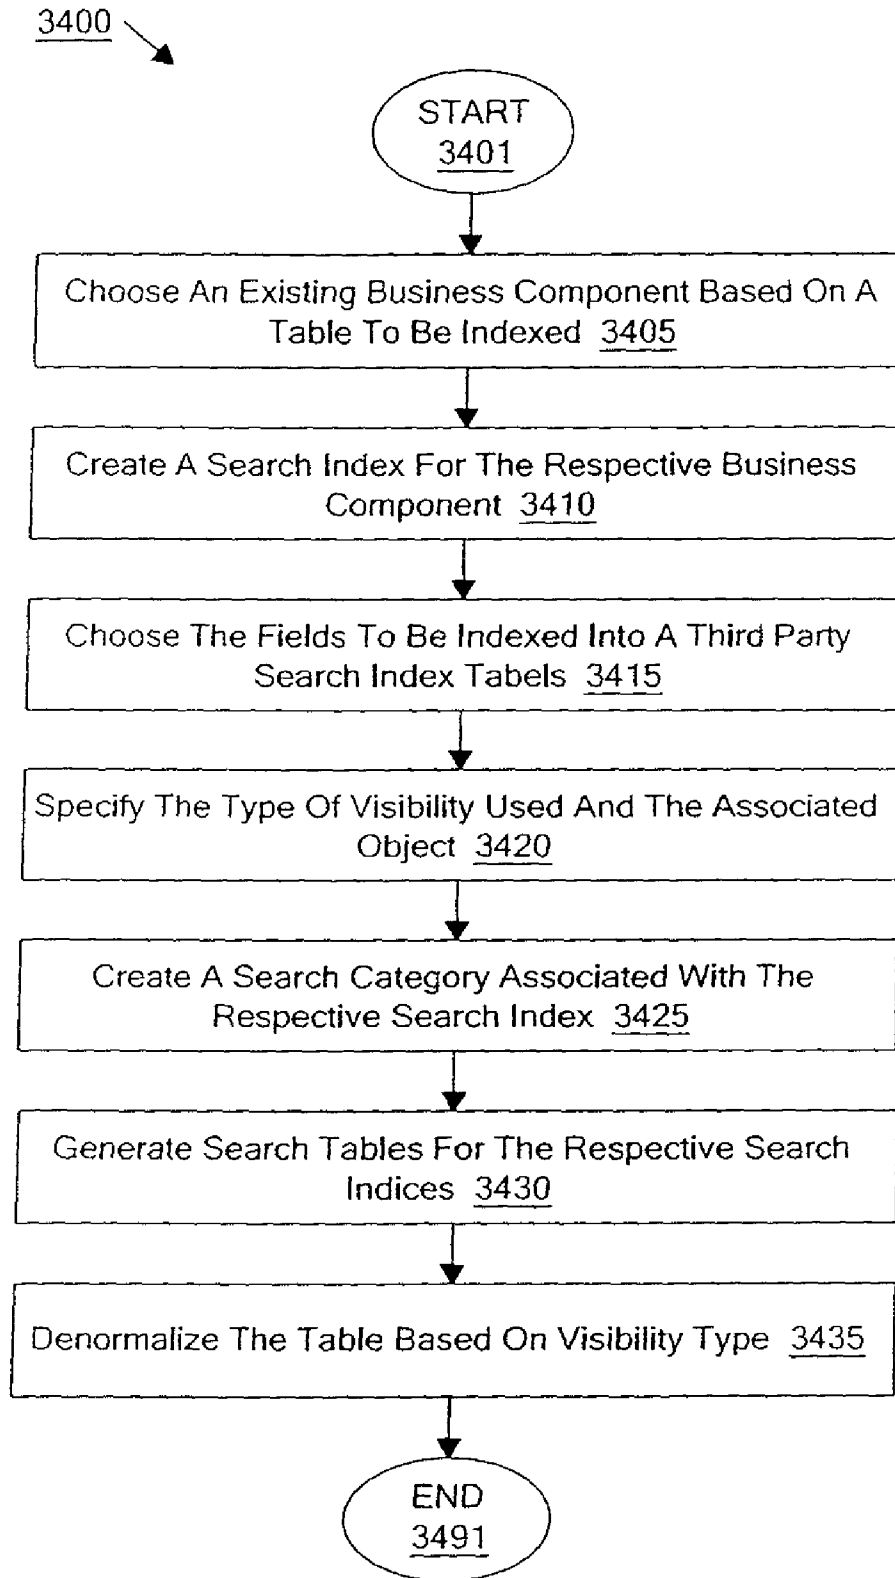 3400
START
3401
Choose An Existing Business Component Based On A
Table To Be Indexed 3405
Create A Search Index For The Respective Business
Component 3410
Choose The Fields To Be Indexed Into A Third Party
Search Index Tabels 3415
Specify The Type Of Visibility Used And The Associated
Object 3420
Create A Search Category Associated With The
Respective Search Index 3425
Generate Search Tables For The Respective Search
Indices 3430
Denormalize The Table Based On Visibility Type 3435
END
3491